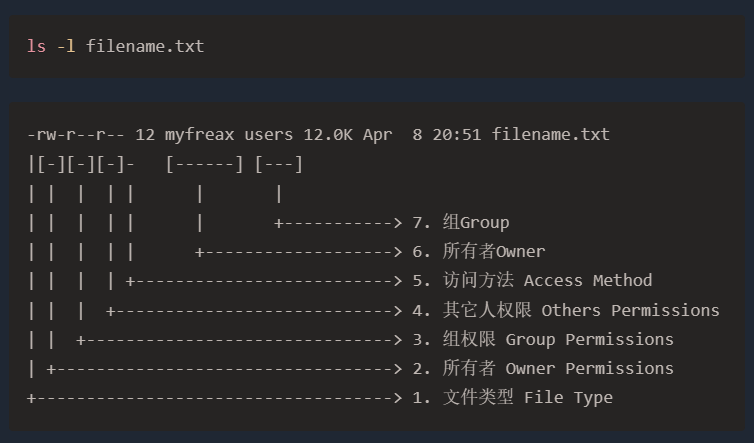 ls -l filename.txt
-rw-r--r-- 12 myfreax users 12.0K Apr  8 20:51 filename.txt
|[-][-][-]-   [------] [---]
| |  |  | |      |       |
| |  |  | |      |       +-----------> 7. 组Group
| |  |  | |      +-------------------> 6. 所有者Owner
| |  |  | +--------------------------> 5. 访问方法 Access Method
| |  |  +----------------------------> 4. 其它人权限 Others Permissions
| |  +-------------------------------> 3. 组权限 Group Permissions
| +----------------------------------> 2. 所有者 Owner Permissions
+------------------------------------> 1. 文件类型 File Type